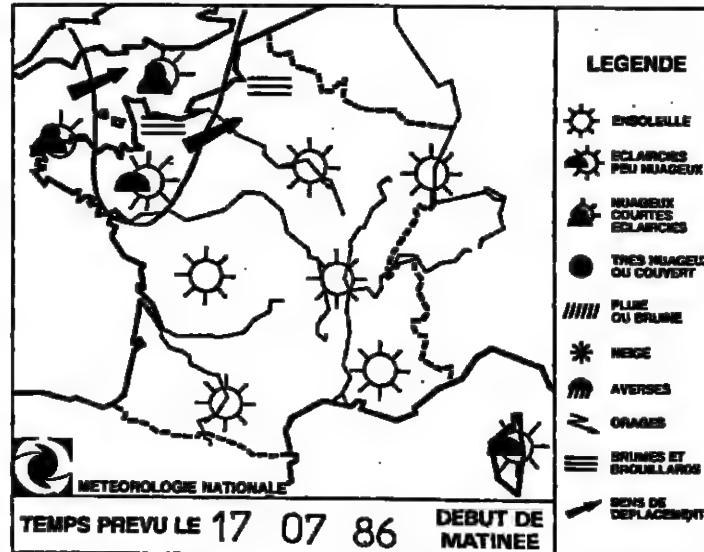 LEGENDE
ENSOLEILLE
ECLAIRCIES
PEU NUAGEUX
NUAGEUX
COURTES
ECLAIRCIES
TRES NUAGEUX
OU COUVERT
PLUIE
OU BRUINE
NEIGE
AVERSES
ORAGES
BRUMES ET
BROUILLARDS
SENS DE
DEPLACEMENT
METEOROLOGIE NATIONALE
TEMPS PREVU LE 17 07 86 DEBUT DE
MATINEE